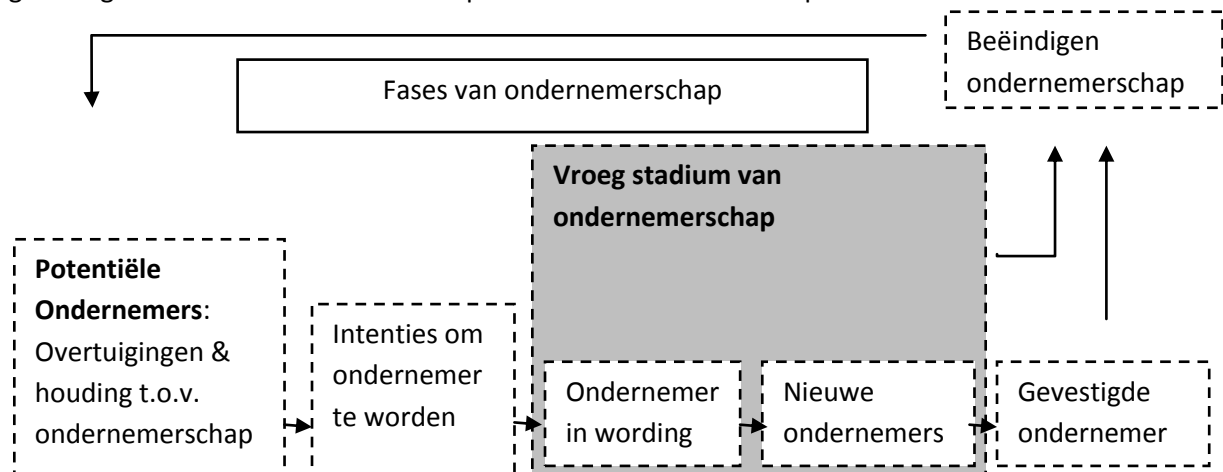 Beëindigen
ondernemerschap
Fases van ondernemerschap
Vroeg stadium van
ondernemerschap
Potentiële
Ondernemers:
Overtuigingen &
houding t.o.v.
ondernemerschap
Intenties om
ondernemer
te worden
Ondernemer
in wording
Nieuwe
ondernemers
Gevestigde
ondernemer